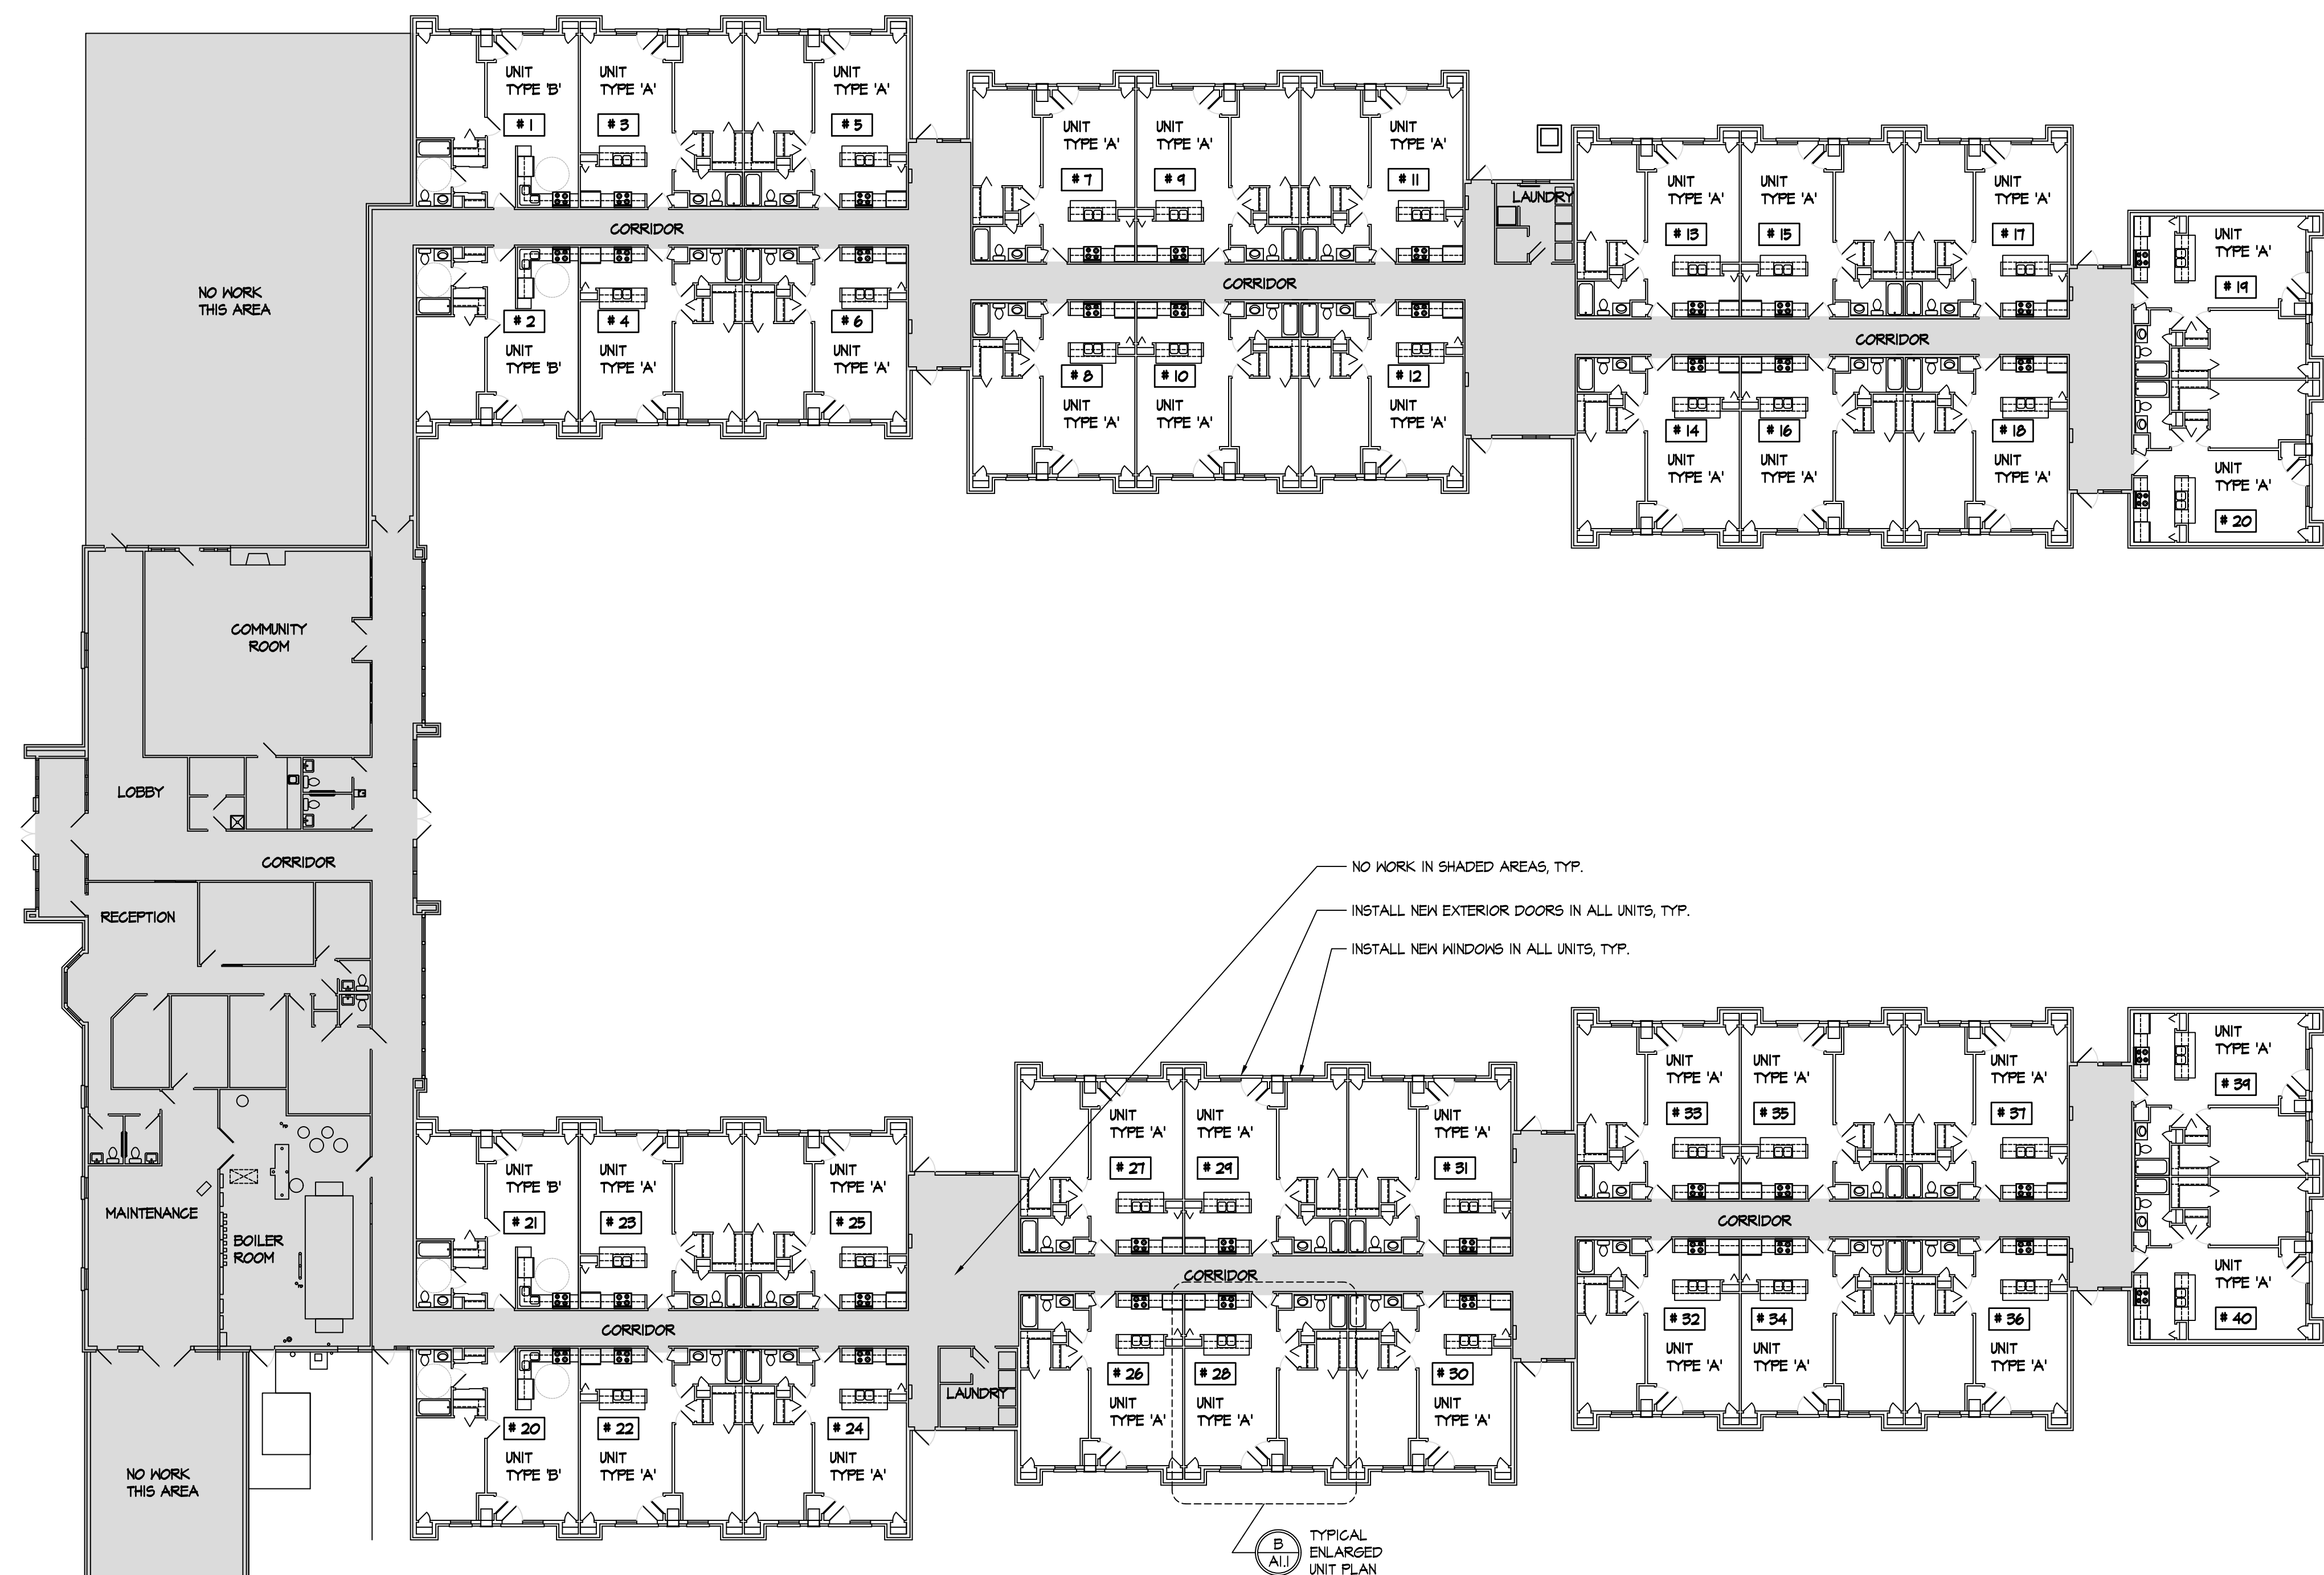 UNIT
TYPE 'B'
# 1
UNIT
TYPE 'A'
# 3
UNIT
TYPE 'A'
# 5
CORRIDOR
# 2
UNIT
TYPE 'B'
# 4
UNIT
TYPE 'A'
# 6
UNIT
TYPE 'A'
UNIT
TYPE 'A'
# 7
UNIT
TYPE 'A'
# 9
UNIT
TYPE 'A'
# 11
CORRIDOR
# 8
UNIT
TYPE 'A'
# 10
UNIT
TYPE 'A'
# 12
UNIT
TYPE 'A'
LAUNDRY
UNIT
TYPE 'A'
# 13
UNIT
TYPE 'A'
# 15
UNIT
TYPE 'A'
# 17
CORRIDOR
# 14
UNIT
TYPE 'A'
# 16
UNIT
TYPE 'A'
# 18
UNIT
TYPE 'A'
UNIT
TYPE 'A'
# 19
UNIT
TYPE 'A'
# 20
NO WORK
THIS AREA
COMMUNITY
ROOM
LOBBY
CORRIDOR
RECEPTION
MAINTENANCE
BOILER
ROOM
NO WORK
THIS AREA
NO WORK IN SHADED AREAS, TYP.
INSTALL NEW EXTERIOR DOORS IN ALL UNITS, TYP.
INSTALL NEW WINDOWS IN ALL UNITS, TYP.
UNIT
TYPE 'B'
# 21
UNIT
TYPE 'A'
# 23
UNIT
TYPE 'A'
# 25
CORRIDOR
# 20
UNIT
TYPE 'B'
# 22
UNIT
TYPE 'A'
# 24
UNIT
TYPE 'A'
LAUNDRY
UNIT
TYPE 'A'
# 27
UNIT
TYPE 'A'
# 29
UNIT
TYPE 'A'
# 31
CORRIDOR
# 26
UNIT
TYPE 'A'
# 28
UNIT
TYPE 'A'
# 30
UNIT
TYPE 'A'
UNIT
TYPE 'A'
# 33
UNIT
TYPE 'A'
# 35
UNIT
TYPE 'A'
# 37
CORRIDOR
# 32
UNIT
TYPE 'A'
# 34
UNIT
TYPE 'A'
# 36
UNIT
TYPE 'A'
UNIT
TYPE 'A'
# 39
UNIT
TYPE 'A'
# 40
B
A1.1
TYPICAL
ENLARGED
UNIT PLAN